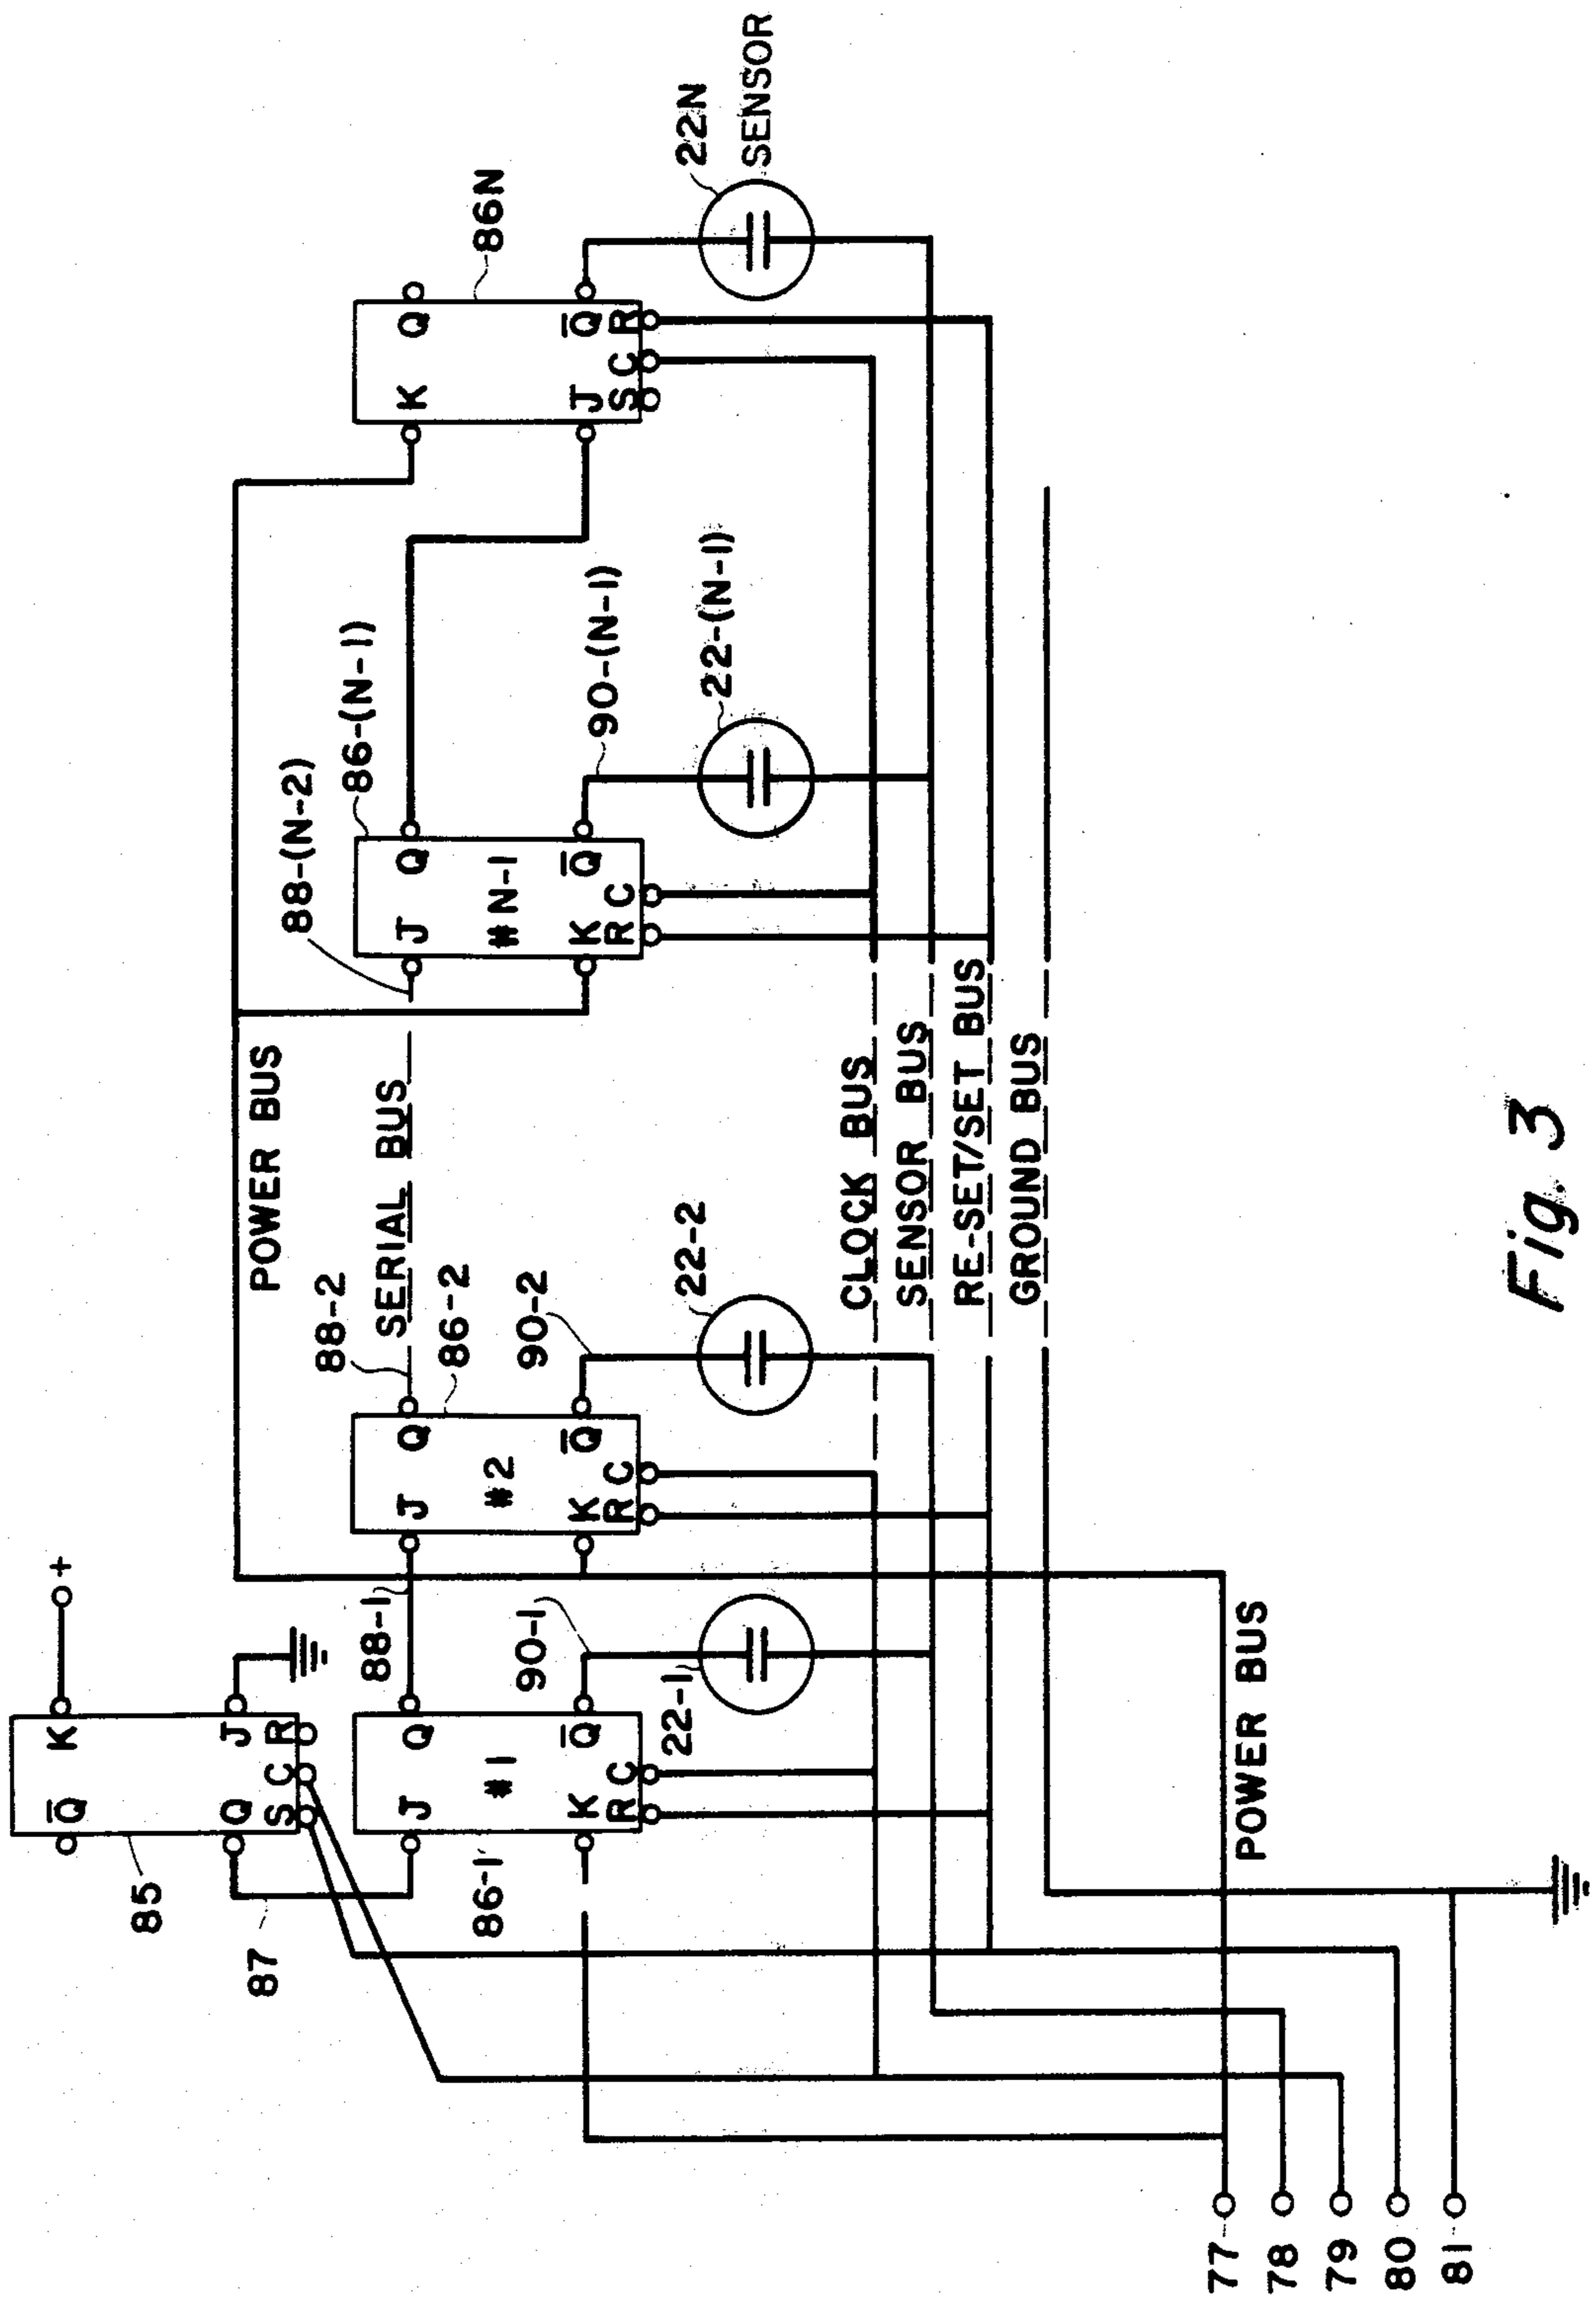 Q̄ K
Q J
S C R
+
85
87
88-1
88-2
SERIAL BUS
POWER BUS
88-(N-2)
86-(N-1)
86N
J Q
#1
K Q̄
R C
86-1
90-1
22-1
J Q
#2
K Q̄
R C
86-2
90-2
22-2
J Q
#N-1
K Q̄
R C
90-(N-1)
22-(N-1)
K Q
J Q̄
S C R
22N
SENSOR
CLOCK BUS
SENSOR BUS
RE-SET/SET BUS
GROUND BUS
POWER BUS
77
78
79
80
81
Fig. 3